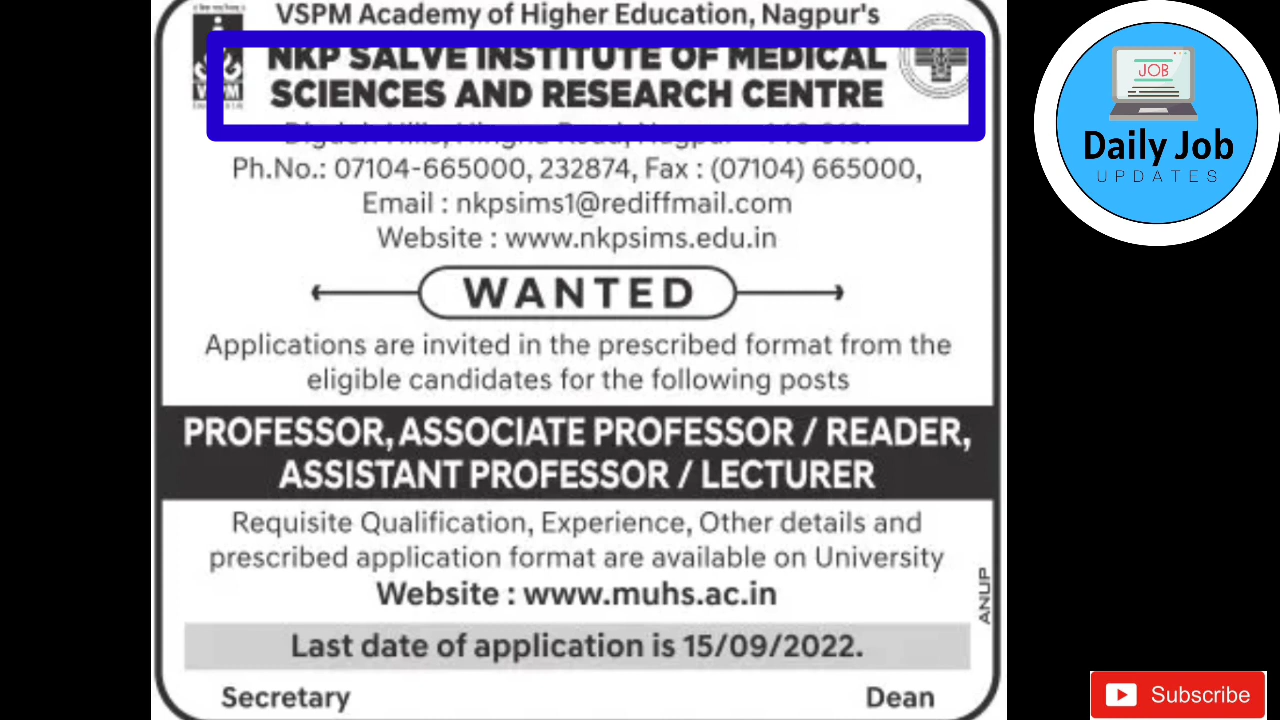 VSPM Academy of Higher Education, Nagpur's
NKP SALVE INSTITUTE OF MEDICAL
SCIENCES AND RESEARCH CENTRE
Ph.No.: 07104-665000, 232874, Fax : (07104) 665000,
Email : nkpsims1@rediffmail.com
Website : www.nkpsims.edu.in
WANTED
Applications are invited in the prescribed format from the
eligible candidates for the following posts
PROFESSOR, ASSOCIATE PROFESSOR / READER,
ASSISTANT PROFESSOR / LECTURER
Requisite Qualification, Experience, Other details and
prescribed application format are available on University
Website : www.muhs.ac.in
ANUP
Last date of application is 15/09/2022.
Secretary
Dean
JOB
Daily Job
UPDATES
Subscribe